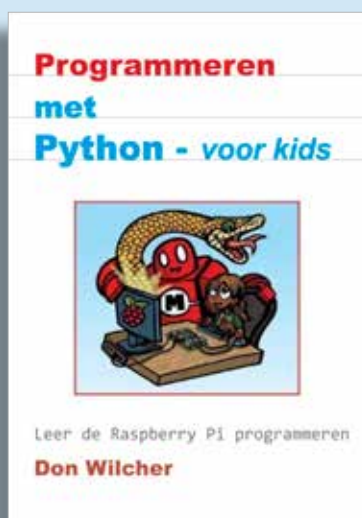 Programmeren
met
Python - voor kids
M
Leer de Raspberry Pi programmeren
Don Wilcher